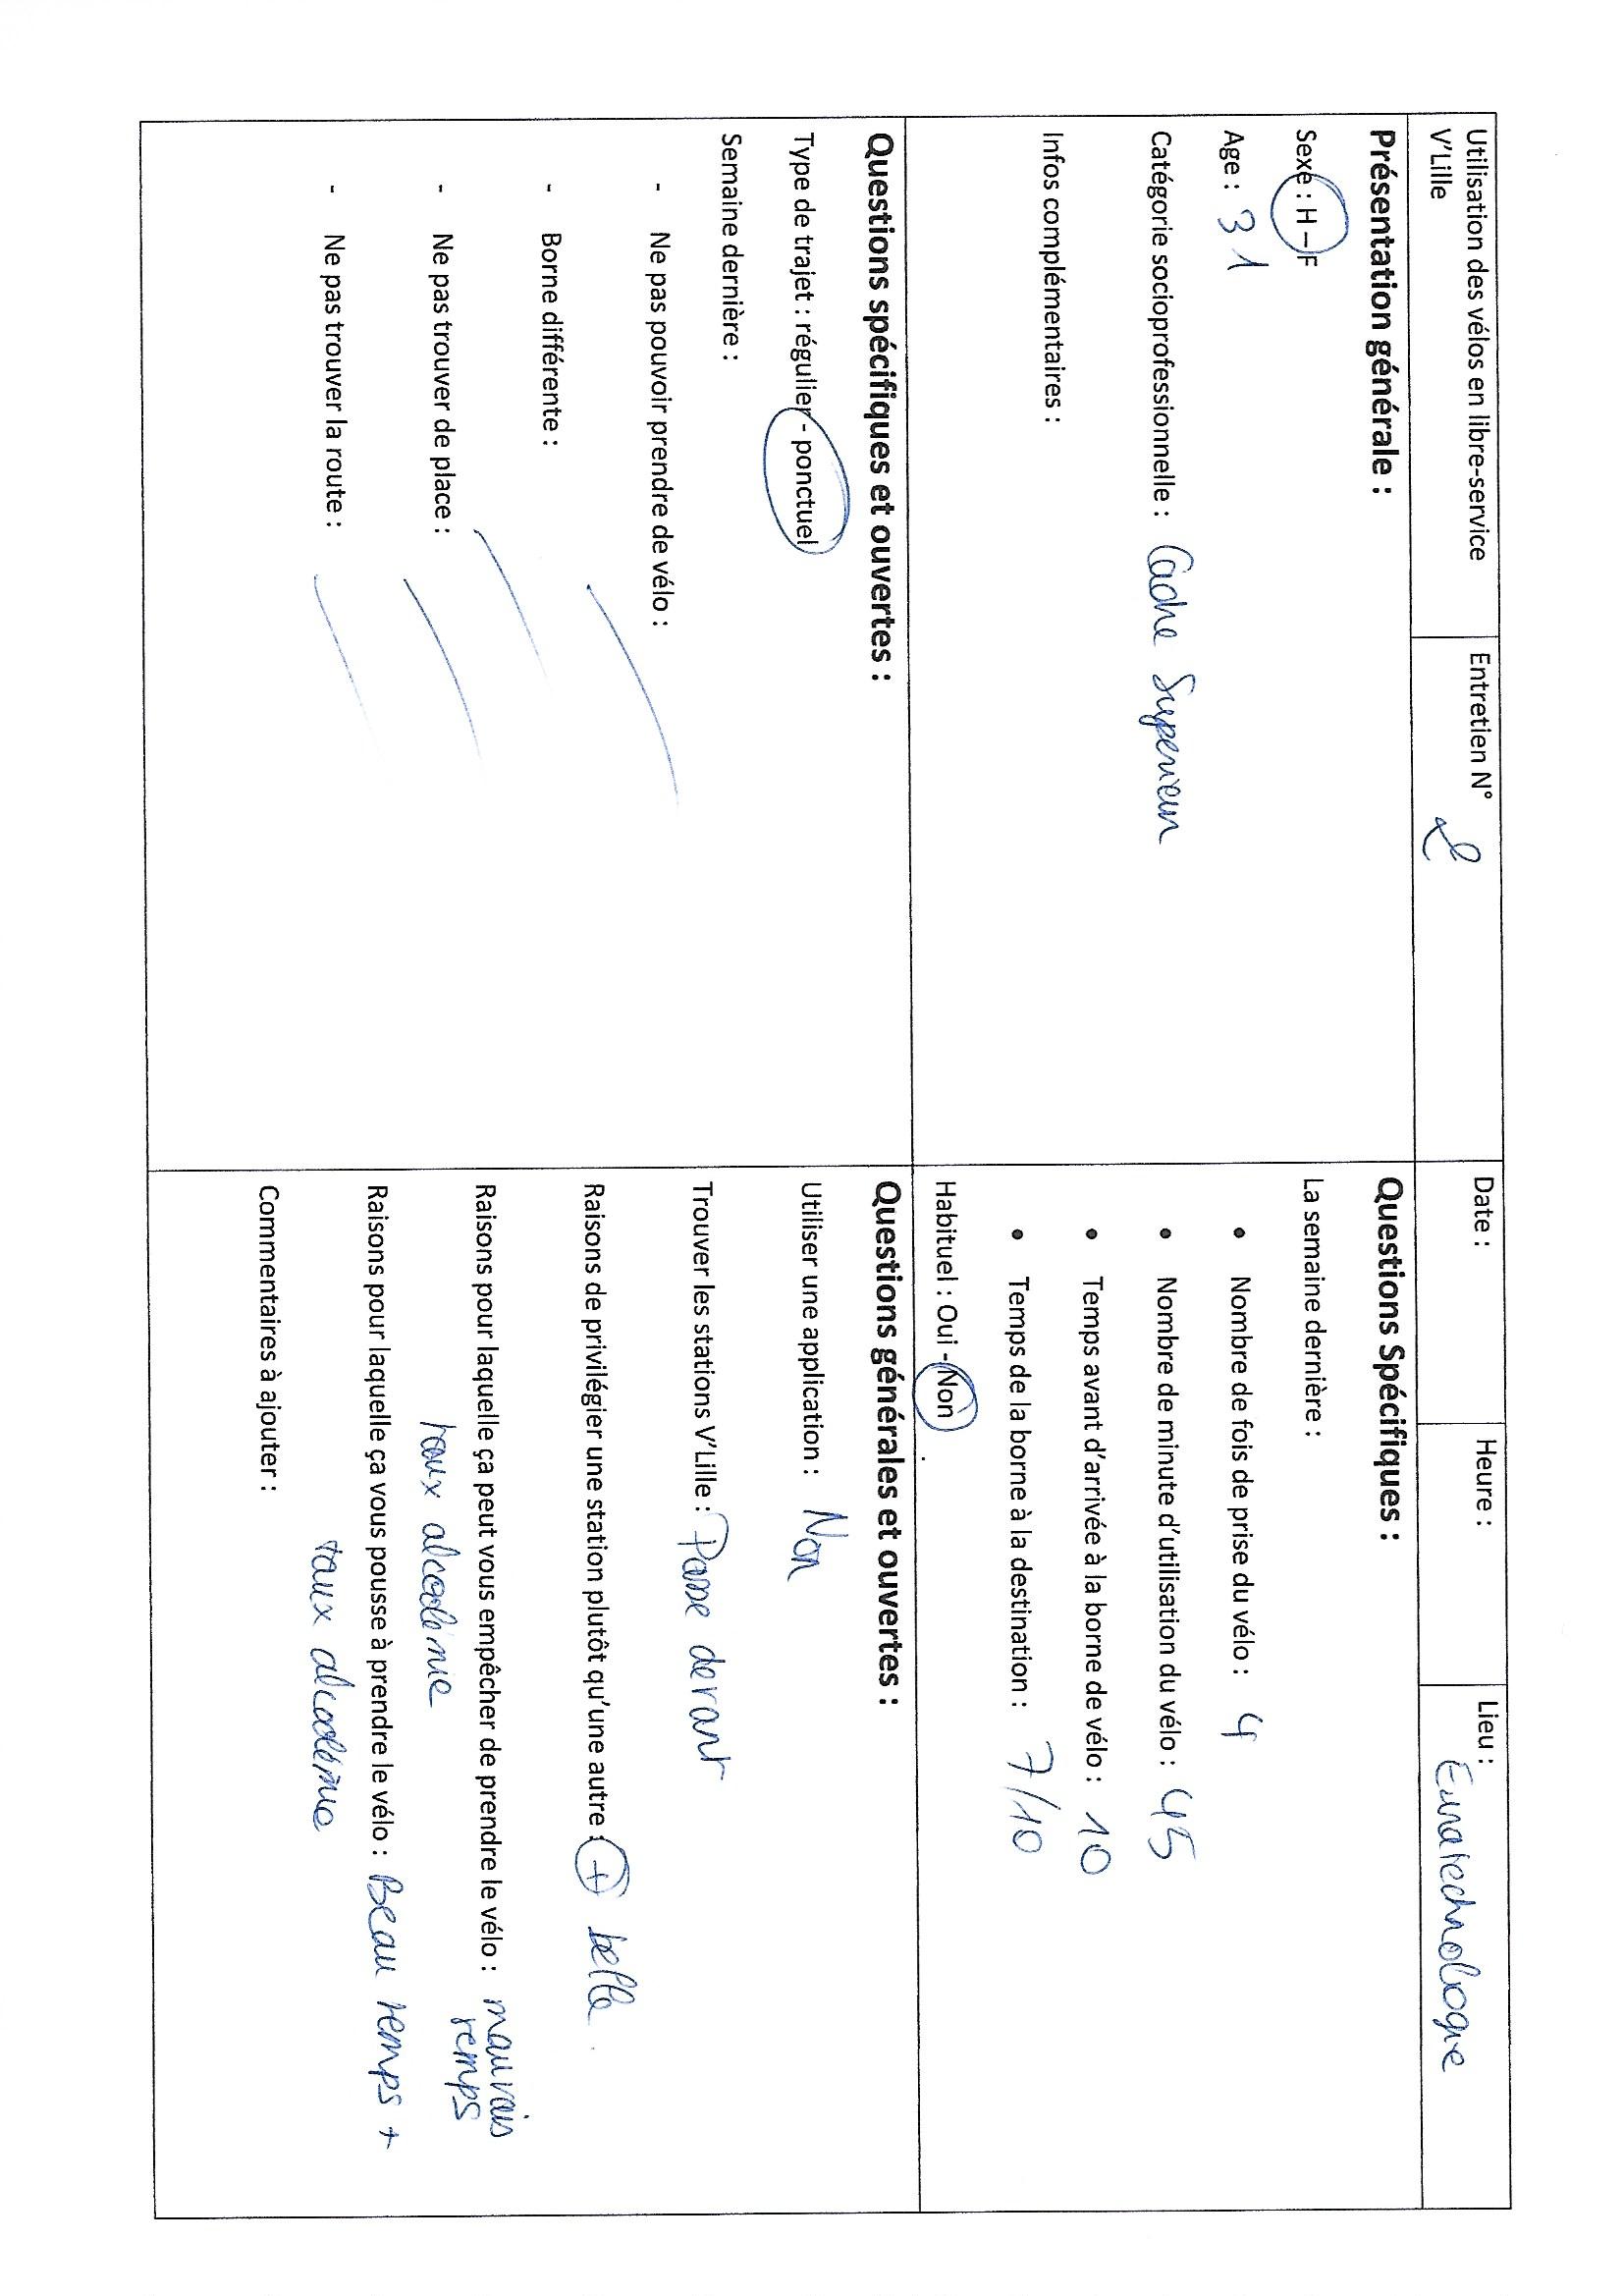 Utilisation des vélos en libre-service
V'Lille
Entretien N° 2
Date :
Heure :
Lieu :
Euratechnologie
Présentation générale :
Sexe : H – F
Age : 31
Catégorie socioprofessionnelle : Cadre Superieur
Infos complémentaires :
Questions Spécifiques :
La semaine dernière :
• Nombre de fois de prise du vélo : 4
• Nombre de minute d'utilisation du vélo : 45
• Temps avant d'arrivée à la borne de vélo : 10
• Temps de la borne à la destination : 7/10
Habituel : Oui - Non
Questions spécifiques et ouvertes :
Type de trajet : régulier - ponctuel
Semaine dernière :
- Ne pas pouvoir prendre de vélo :
- Borne différente :
- Ne pas trouver de place :
- Ne pas trouver la route :
Questions générales et ouvertes :
Utiliser une application : Non
Trouver les stations V'Lille : Passe devant
Raisons de privilégier une station plutôt qu'une autre : + belle
Raisons pour laquelle ça peut vous empêcher de prendre le vélo : mauvais
temps
taux alcoolémie
Raisons pour laquelle ça vous pousse à prendre le vélo : Beau temps +
taux alcoolémie
Commentaires à ajouter :